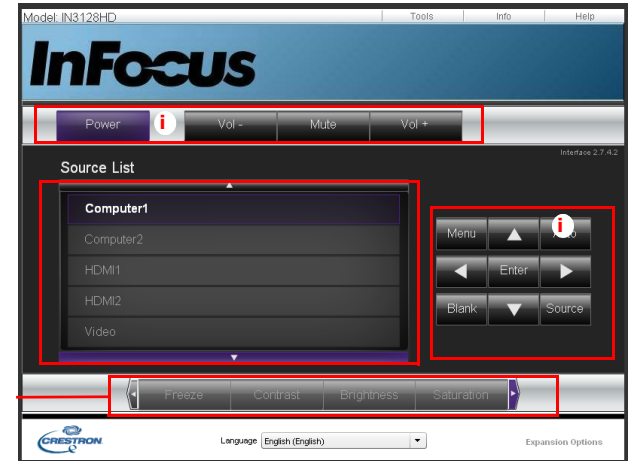 Model: IN3128HD Tools Info Help
InFocus
Power i Vol - Mute Vol +
Interface 2.7.4.2
Source List
Computer1
Computer2
HDMI1
HDMI2
Video
Menu i
Enter
Blank Source
Freeze Contrast Brightness Saturation
CRESTRON Language English (English) Expansion Options